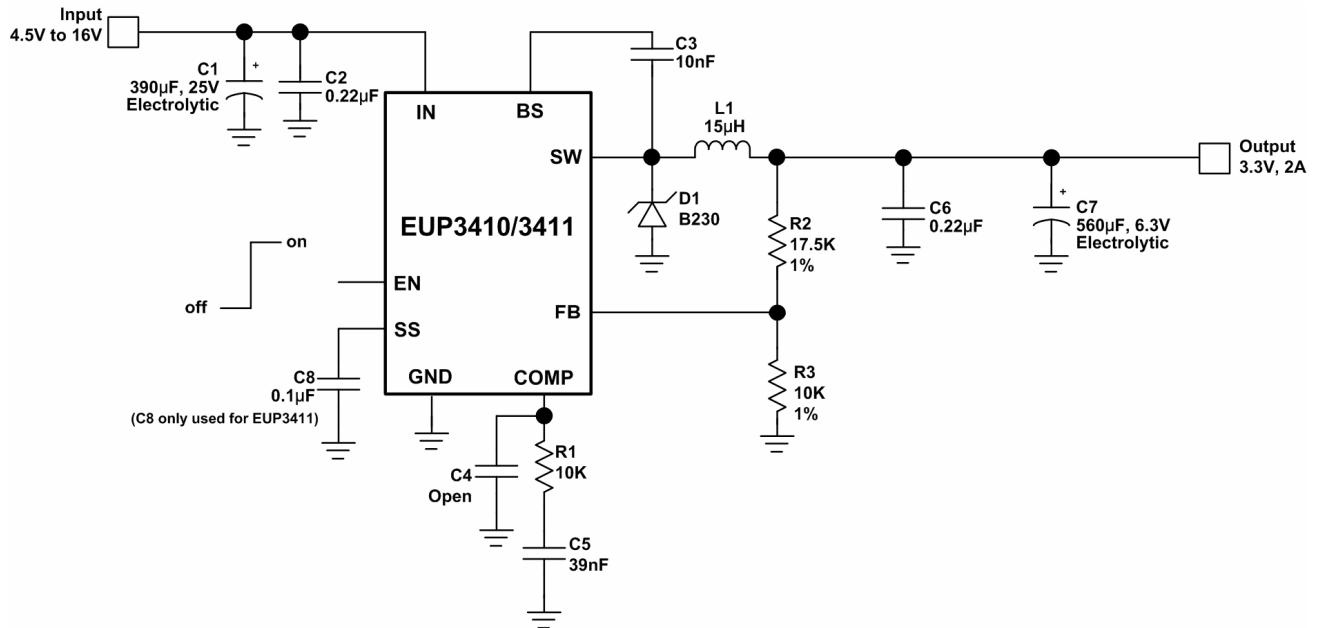 Input
4.5V to 16V
C1
+
390µF, 25V
Electrolytic
C2
0.22µF
C3
10nF
IN
BS
SW
L1
15µH
Output
3.3V, 2A
D1
B230
EUP3410/3411
R2
17.5K
1%
C6
0.22µF
+
C7
560µF, 6.3V
Electrolytic
on
off
EN
SS
FB
GND
COMP
C8
0.1µF
(C8 only used for EUP3411)
R3
10K
1%
C4
Open
R1
10K
C5
39nF